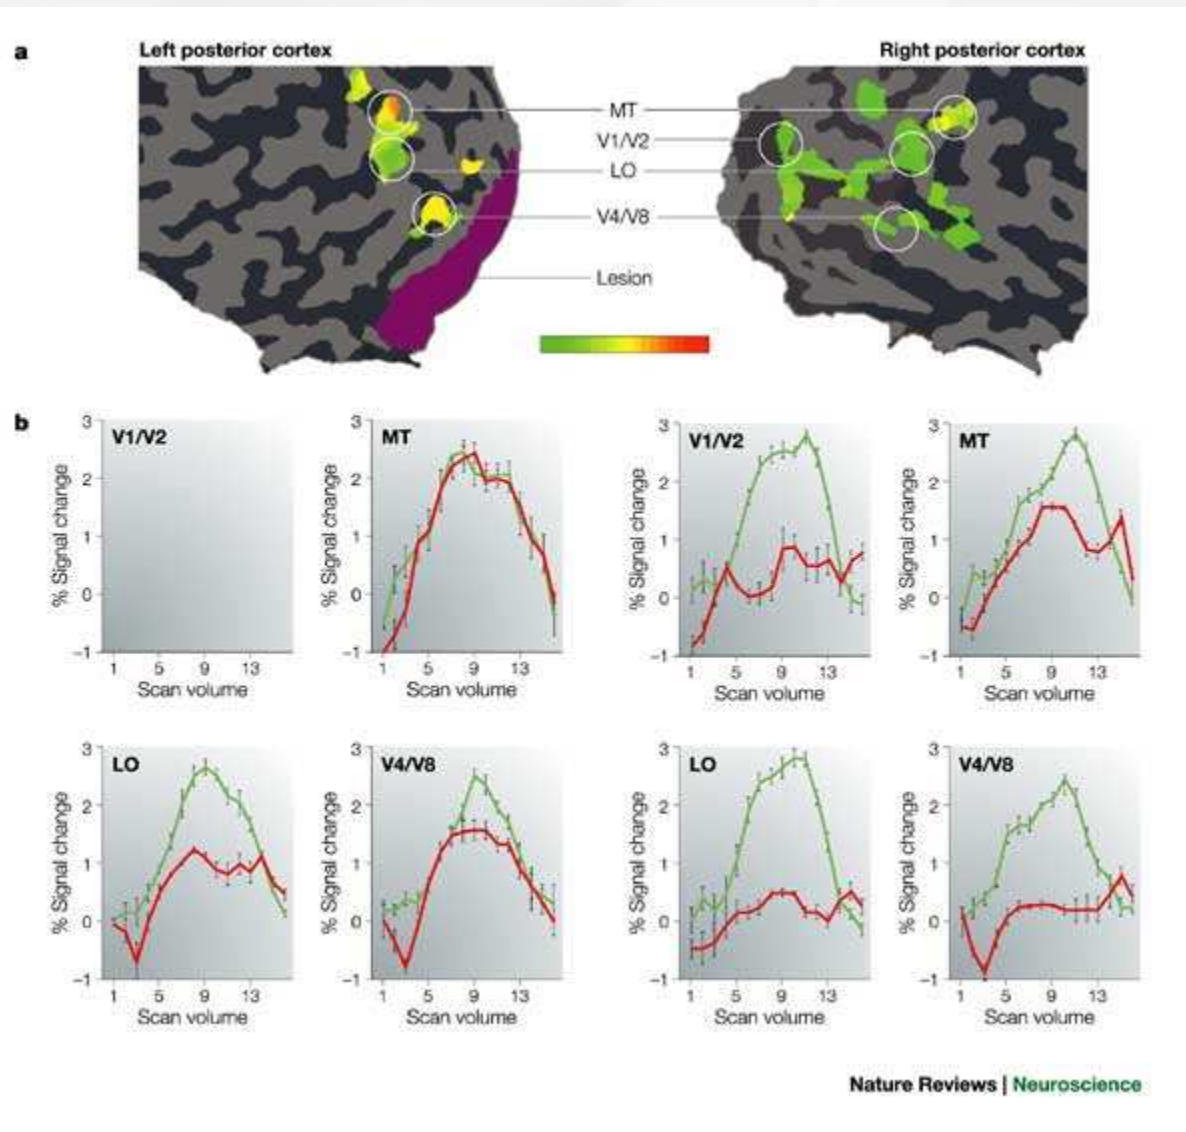 a
Left posterior cortex
Right posterior cortex
MT
V1/V2
LO
V4/V8
Lesion
b
V1/V2
% Signal change
3
2
1
0
−1
1 5 9 13
Scan volume
MT
% Signal change
3
2
1
0
−1
1 5 9 13
Scan volume
V1/V2
% Signal change
3
2
1
0
−1
1 5 9 13
Scan volume
MT
% Signal change
3
2
1
0
−1
1 5 9 13
Scan volume
LO
% Signal change
3
2
1
0
−1
1 5 9 13
Scan volume
V4/V8
% Signal change
3
2
1
0
−1
1 5 9 13
Scan volume
LO
% Signal change
3
2
1
0
−1
1 5 9 13
Scan volume
V4/V8
% Signal change
3
2
1
0
−1
1 5 9 13
Scan volume
Nature Reviews | Neuroscience